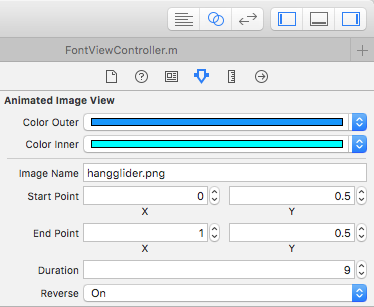 FontViewController.m
Animated Image View
Color Outer
Color Inner
Image Name hangglider.png
Start Point 0 0.5
X Y
End Point 1 0.5
X Y
Duration 9
Reverse On